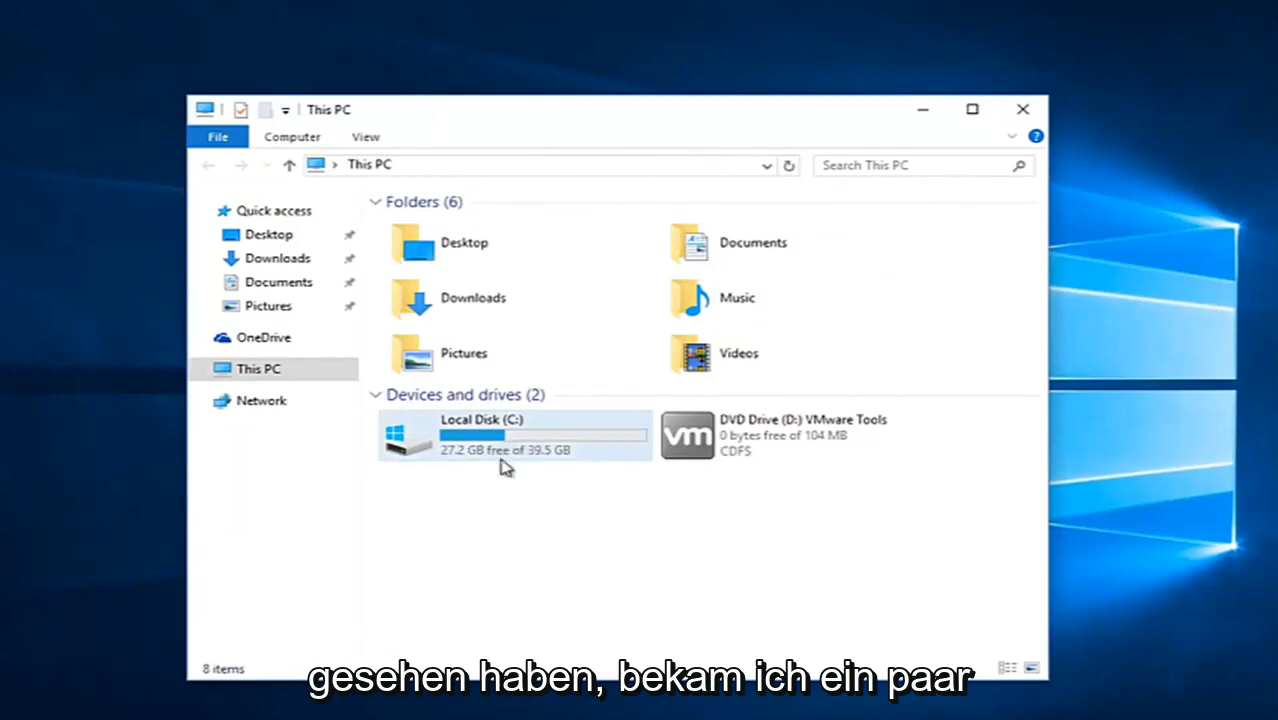 This PC
File Computer View
This PC
Search This PC
Quick access
Desktop
Downloads
Documents
Pictures
OneDrive
This PC
Network
Folders (6)
Desktop
Documents
Downloads
Music
Pictures
Videos
Devices and drives (2)
Local Disk (C:)
27.2 GB free of 39.5 GB
vm
DVD Drive (D:) VMware Tools
0 bytes free of 104 MB
CDFS
8 items
gesehen haben, bekam ich ein paar